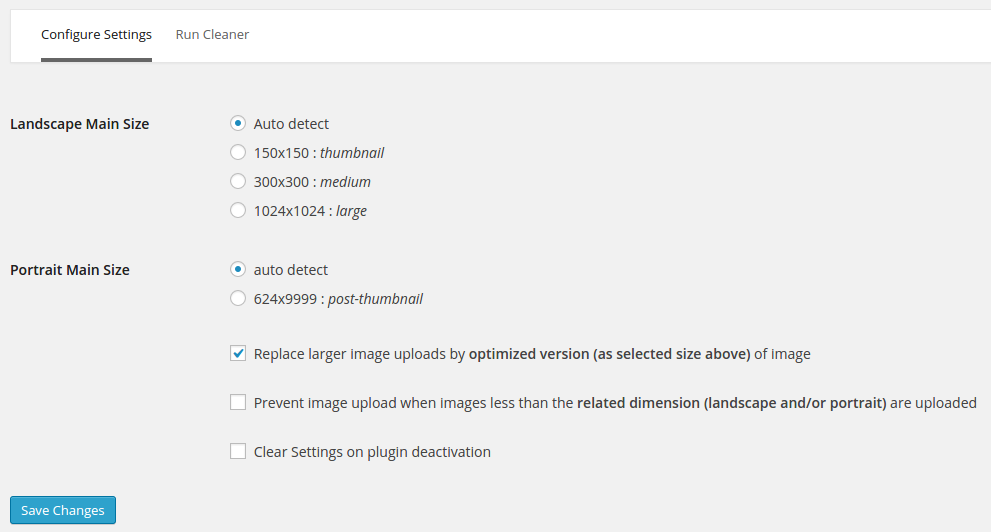 Configure Settings Run Cleaner
Landscape Main Size Auto detect
150x150 : thumbnail
300x300 : medium
1024x1024 : large
Portrait Main Size auto detect
624x9999 : post-thumbnail
Replace larger image uploads by optimized version (as selected size above) of image
Prevent image upload when images less than the related dimension (landscape and/or portrait) are uploaded
Clear Settings on plugin deactivation
Save Changes